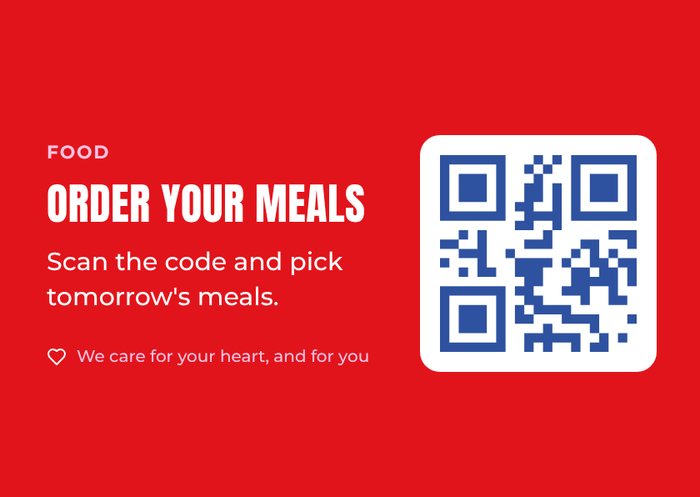 FOOD
ORDER YOUR MEALS
Scan the code and pick
tomorrow's meals.
We care for your heart, and for you